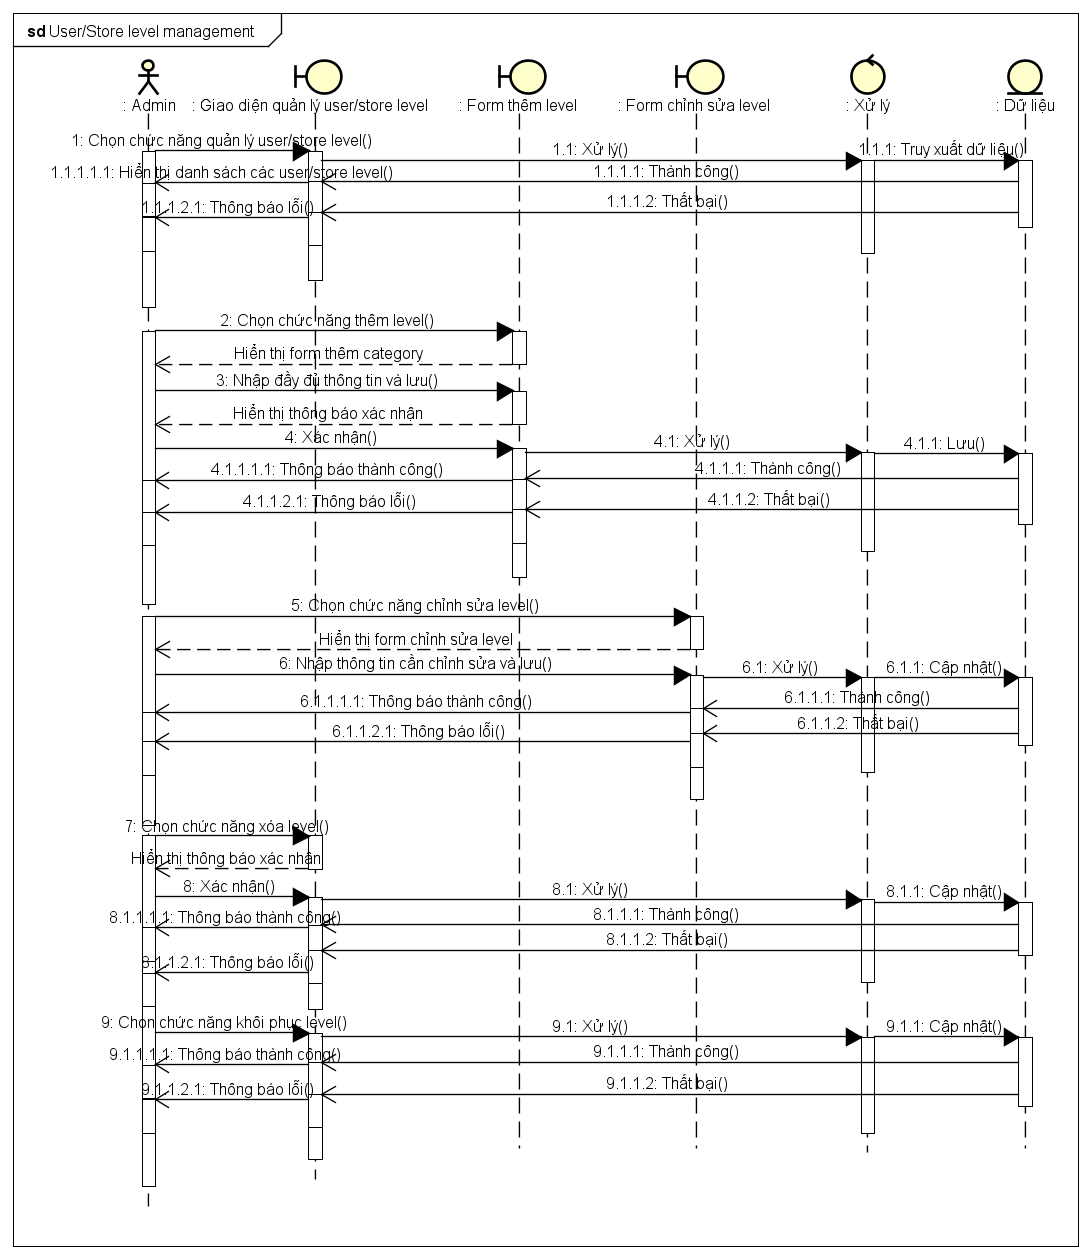 sd User/Store level management
: Admin
: Giao diện quản lý user/store level
: Form thêm level
: Form chỉnh sửa level
: Xử lý
: Dữ liệu
1: Chọn chức năng quản lý user/store level()
1.1: Xử lý()
1.1.1: Truy xuất dữ liệu()
1.1.1.1.1: Hiển thị danh sách các user/store level()
1.1.1.1: Thành công()
1.1.1.2.1: Thông báo lỗi()
1.1.1.2: Thất bại()
2: Chọn chức năng thêm level()
Hiển thị form thêm category
3: Nhập đầy đủ thông tin và lưu()
Hiển thị thông báo xác nhận
4: Xác nhận()
4.1: Xử lý()
4.1.1: Lưu()
4.1.1.1.1: Thông báo thành công()
4.1.1.1: Thành công()
4.1.1.2.1: Thông báo lỗi()
4.1.1.2: Thất bại()
5: Chọn chức năng chỉnh sửa level()
Hiển thị form chỉnh sửa level
6: Nhập thông tin cần chỉnh sửa và lưu()
6.1: Xử lý()
6.1.1: Cập nhật()
6.1.1.1.1: Thông báo thành công()
6.1.1.1: Thành công()
6.1.1.2.1: Thông báo lỗi()
6.1.1.2: Thất bại()
7: Chọn chức năng xóa level()
Hiển thị thông báo xác nhận
8: Xác nhận()
8.1: Xử lý()
8.1.1: Cập nhật()
8.1.1.1.1: Thông báo thành công()
8.1.1.1: Thành công()
8.1.1.2: Thất bại()
8.1.1.2.1: Thông báo lỗi()
9: Chọn chức năng khôi phục level()
9.1: Xử lý()
9.1.1: Cập nhật()
9.1.1.1.1: Thông báo thành công()
9.1.1.1: Thành công()
9.1.1.2.1: Thông báo lỗi()
9.1.1.2: Thất bại()